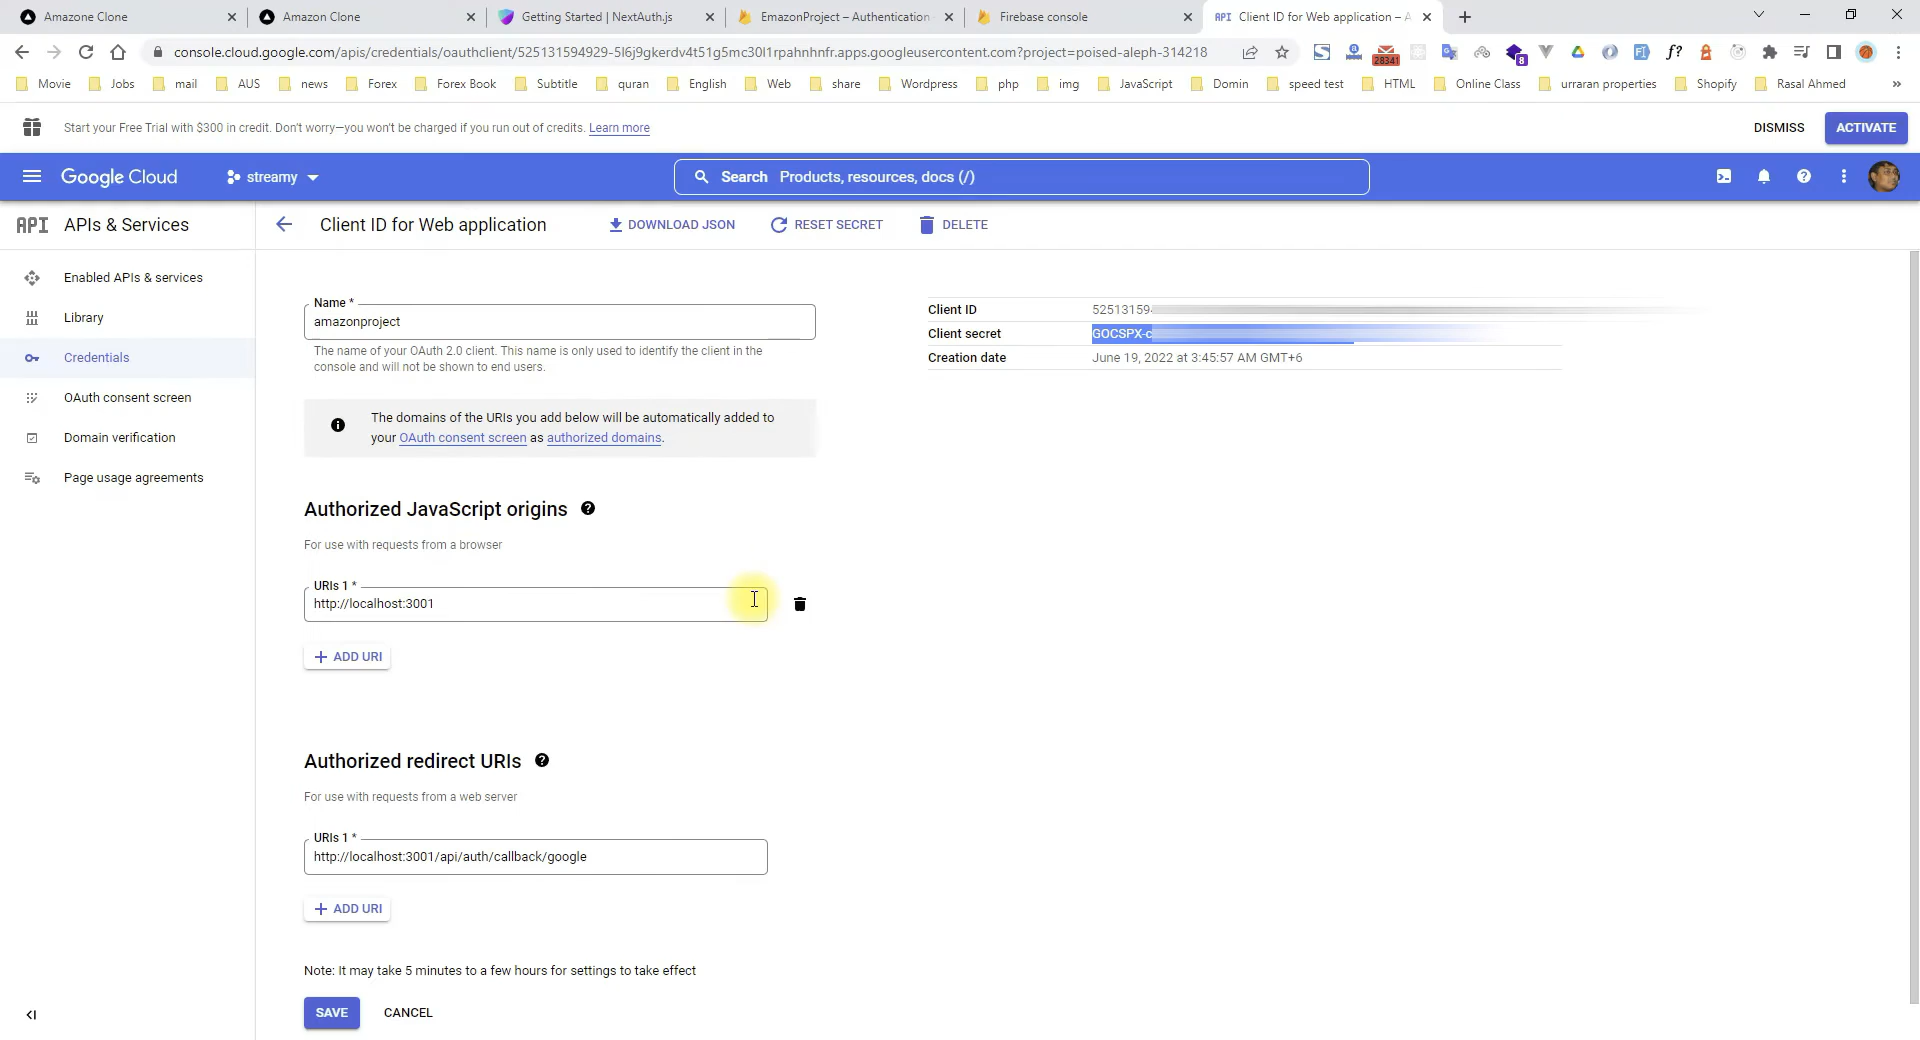 Amazone Clone
Amazon Clone
Getting Started | NextAuth.js
EmazonProject – Authentication
Firebase console
API Client ID for Web application – A
console.cloud.google.com/apis/credentials/oauthclient/525131594929-5l6j9gkerdv4t51g5mc30l1rpahnhnfr.apps.googleusercontent.com?project=poised-aleph-314218
28341
8
f?
Movie Jobs mail AUS news Forex Forex Book Subtitle quran English Web share Wordpress php img JavaScript Domin speed test HTML Online Class urraran properties Shopify Rasal Ahmed »
Start your Free Trial with $300 in credit. Don't worry—you won't be charged if you run out of credits. Learn more
DISMISS
ACTIVATE
Google Cloud
streamy
Search Products, resources, docs (/)
API APIs & Services
Client ID for Web application
DOWNLOAD JSON
RESET SECRET
DELETE
Enabled APIs & services
Library
Credentials
OAuth consent screen
Domain verification
Page usage agreements
Name *
amazonproject
The name of your OAuth 2.0 client. This name is only used to identify the client in the
console and will not be shown to end users.
The domains of the URIs you add below will be automatically added to
your OAuth consent screen as authorized domains.
Client ID 52513159
Client secret GOCSPX-c
Creation date June 19, 2022 at 3:45:57 AM GMT+6
Authorized JavaScript origins
For use with requests from a browser
URIs 1 *
http://localhost:3001
+ ADD URI
Authorized redirect URIs
For use with requests from a web server
URIs 1 *
http://localhost:3001/api/auth/callback/google
+ ADD URI
Note: It may take 5 minutes to a few hours for settings to take effect
SAVE
CANCEL